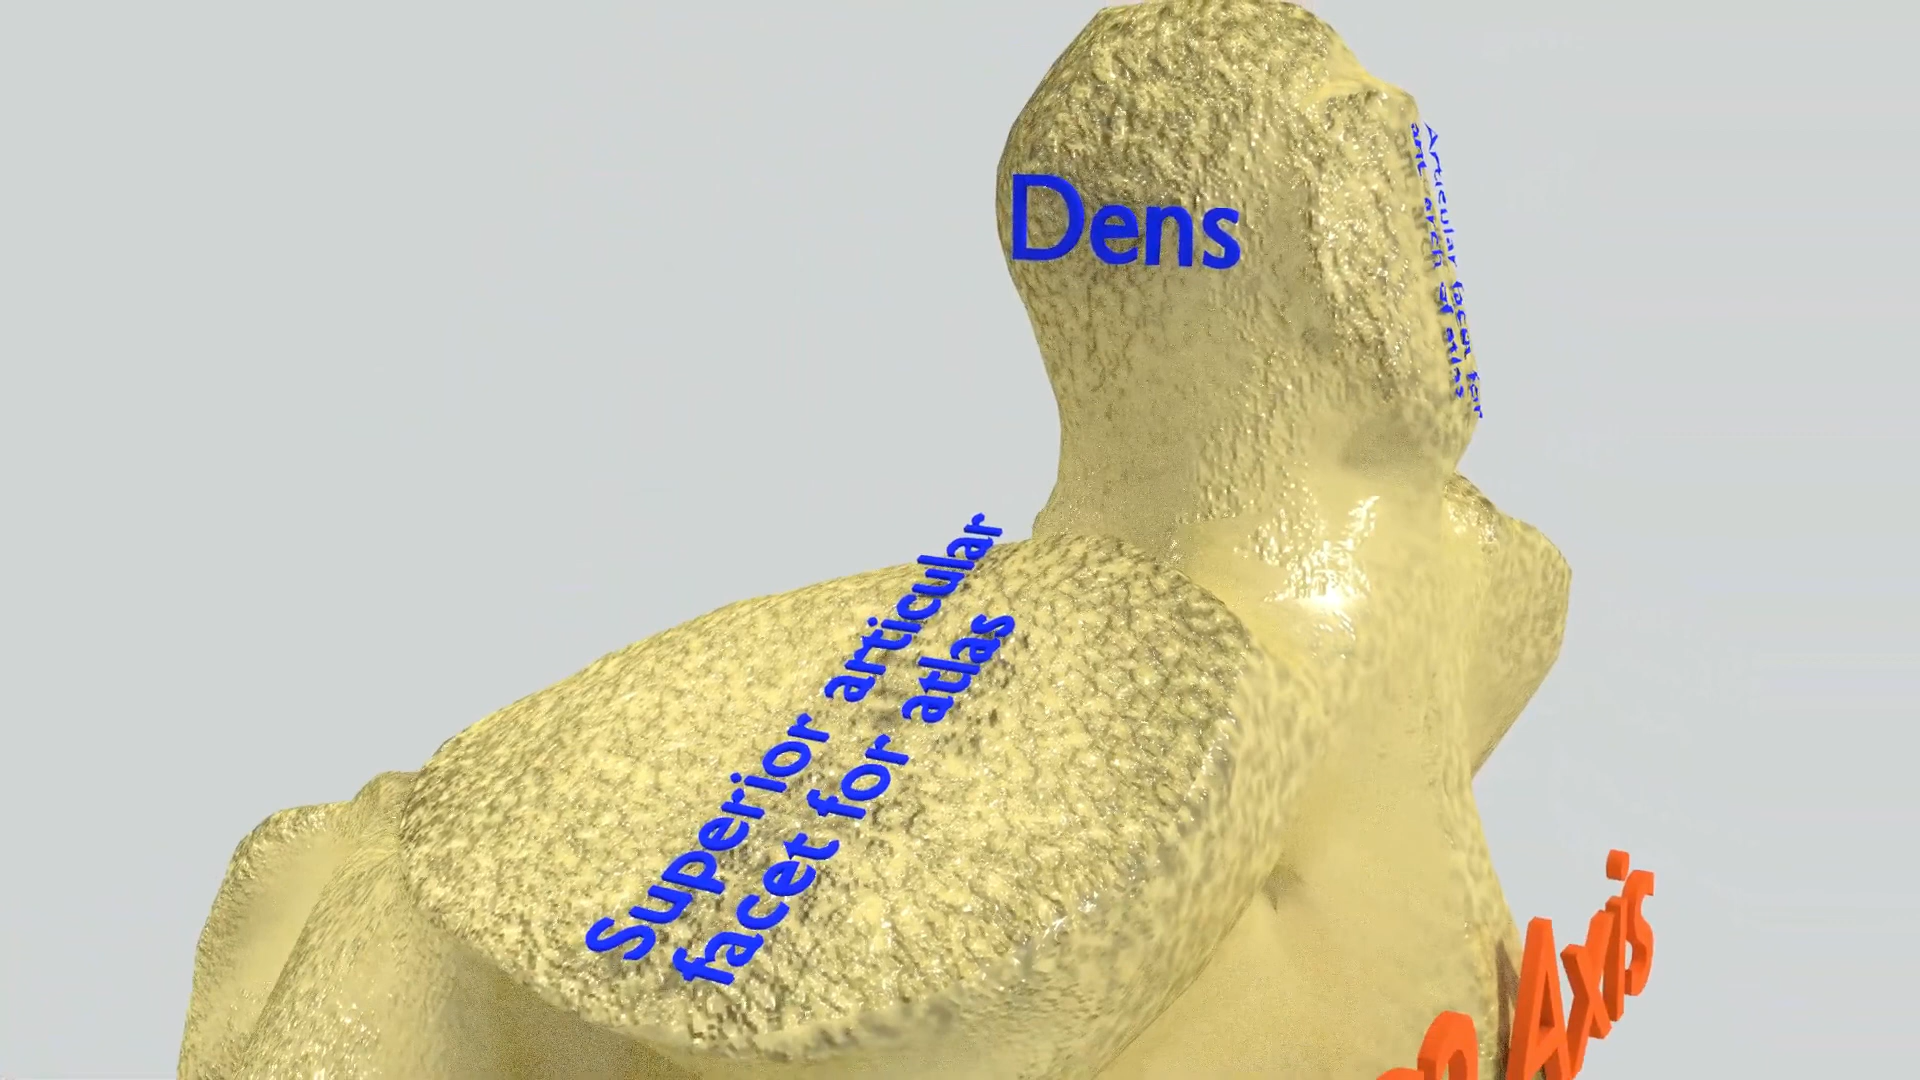 Dens
Articular facet for
ant. arch of atlas
Superior articular
facet for atlas
Axis